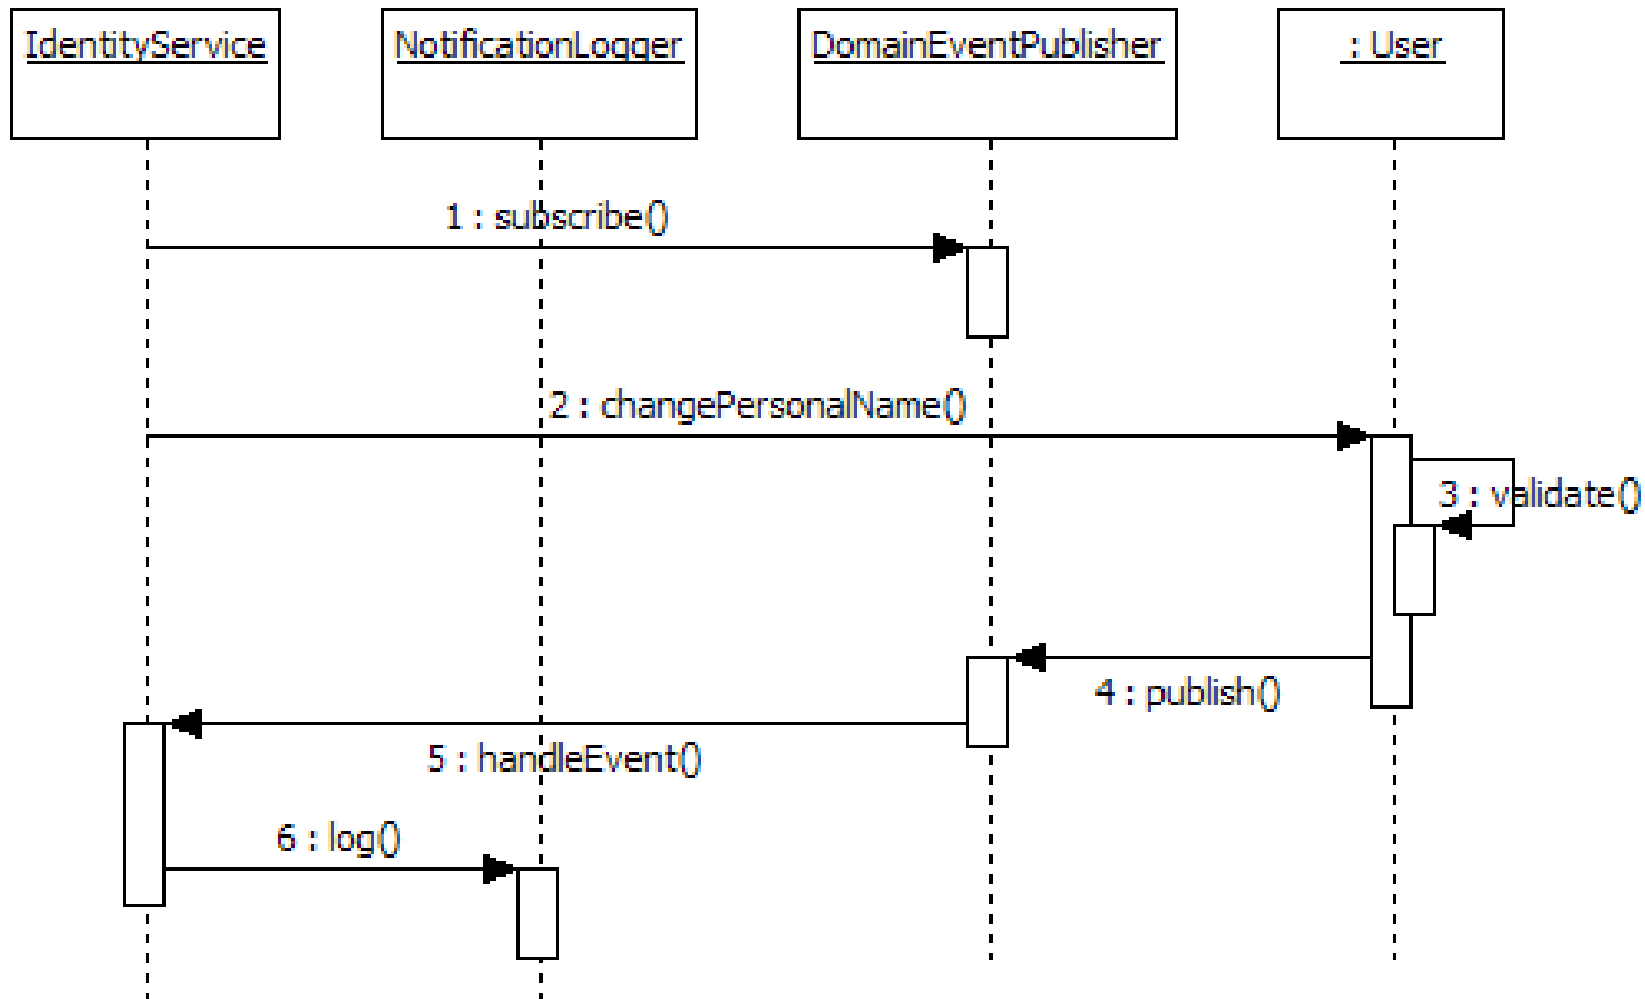 IdentityService
NotificationLogger
DomainEventPublisher
: User
1 : subscribe()
2 : changePersonalName()
3 : validate()
4 : publish()
5 : handleEvent()
6 : log()